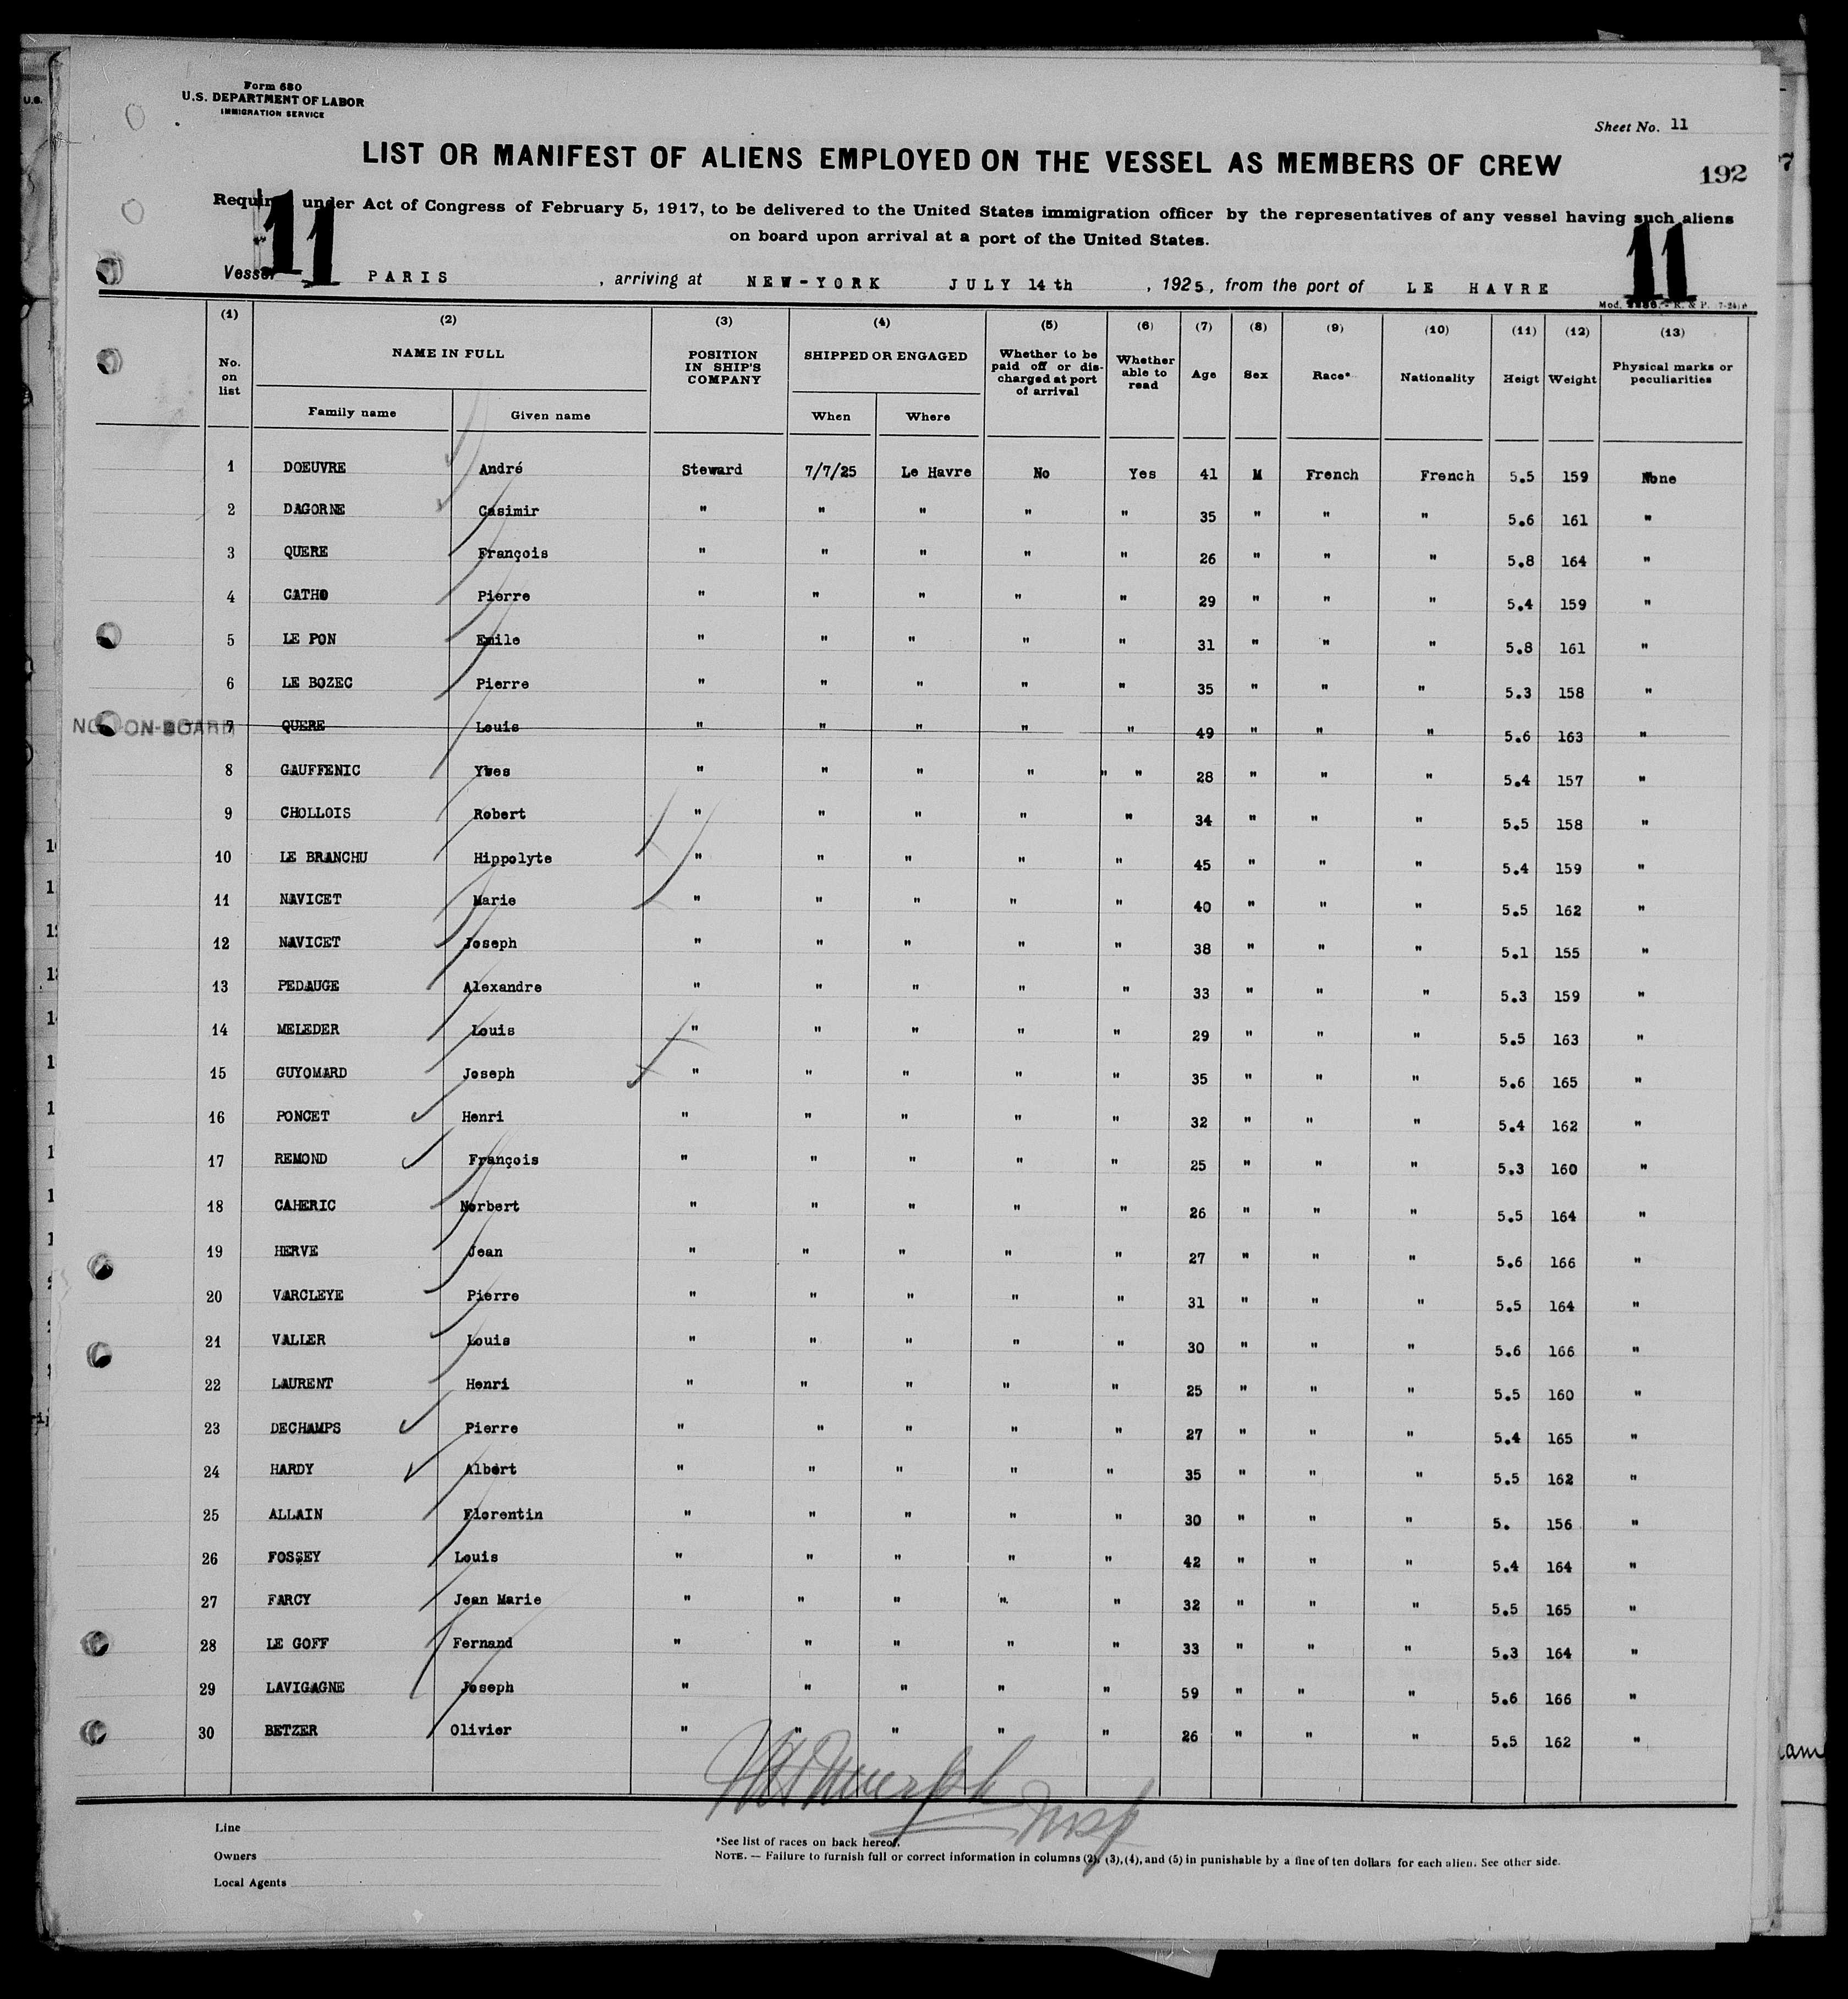 Form 680
U.S. DEPARTMENT OF LABOR
IMMIGRATION SERVICE
Sheet No. 11
LIST OR MANIFEST OF ALIENS EMPLOYED ON THE VESSEL AS MEMBERS OF CREW
192
Required under Act of Congress of February 5, 1917, to be delivered to the United States immigration officer by the representatives of any vessel having such aliens
on board upon arrival at a port of the United States.
11 11
Vessel PARIS, arriving at NEW-YORK JULY 14th, 1925, from the port of LE HAVRE
(1) (2) (3) (4) (5) (6) (7) (8) (9) (10) (11) (12) (13)
No. on list NAME IN FULL POSITION IN SHIP'S COMPANY SHIPPED OR ENGAGED Whether to be paid off or discharged at port of arrival Whether able to read Age Sex Race* Nationality Heigt Weight Physical marks or peculiarities
Family name Given name When Where
1 DOEUVRE André Steward 7/7/25 Le Havre No Yes 41 M French French 5.5 159 None
2 DAGORNE Casimir " " " " " 35 " " " 5.6 161 "
3 QUERE François " " " " " 26 " " " 5.8 164 "
4 CATHO Pierre " " " " " 29 " " " 5.4 159 "
5 LE PON Emile " " " " " 31 " " " 5.8 161 "
6 LE BOZEC Pierre " " " " " 35 " " " 5.3 158 "
NOT ON BOARD 7 QUERE Louis " " " " " 49 " " " 5.6 163 "
8 GAUFFENIC Yves " " " " " " 28 " " " 5.4 157 "
9 CHOLLOIS Robert " " " " " 34 " " " 5.5 158 "
10 LE BRANCHU Hippolyte " " " " " 45 " " " 5.4 159 "
11 NAVICET Marie " " " " " 40 " " " 5.5 162 "
12 NAVICET Joseph " " " " " 38 " " " 5.1 155 "
13 PEDAUGE Alexandre " " " " " 33 " " " 5.3 159 "
14 MELEDER Louis " " " " " 29 " " " 5.5 163 "
15 GUYOMARD Joseph " " " " " 35 " " " 5.6 165 "
16 PONCET Henri " " " " " 32 " " " 5.4 162 "
17 REMOND François " " " " " 25 " " " 5.3 160 "
18 CAHERIC Norbert " " " " " 26 " " " 5.5 164 "
19 HERVE Jean " " " " " 27 " " " 5.6 166 "
20 VARCLEYE Pierre " " " " " 31 " " " 5.5 164 "
21 VALLER Louis " " " " " 30 " " " 5.6 166 "
22 LAURENT Henri " " " " " 25 " " " 5.5 160 "
23 DECHAMPS Pierre " " " " " 27 " " " 5.4 165 "
24 HARDY Albert " " " " " 35 " " " 5.5 162 "
25 ALLAIN Florentin " " " " " 30 " " " 5. 156 "
26 FOSSEY Louis " " " " " 42 " " " 5.4 164 "
27 FARCY Jean Marie " " " " " 32 " " " 5.5 165 "
28 LE GOFF Fernand " " " " " 33 " " " 5.3 164 "
29 LAVIGAGNE Joseph " " " " " 59 " " " 5.6 166 "
30 BETZER Olivier " " " " " 26 " " " 5.5 162 "
Insp
Line
Owners
Local Agents
*See list of races on back hereof.
NOTE. — Failure to furnish full or correct information in columns (2), (3), (4), and (5) in punishable by a fine of ten dollars for each alien. See other side.